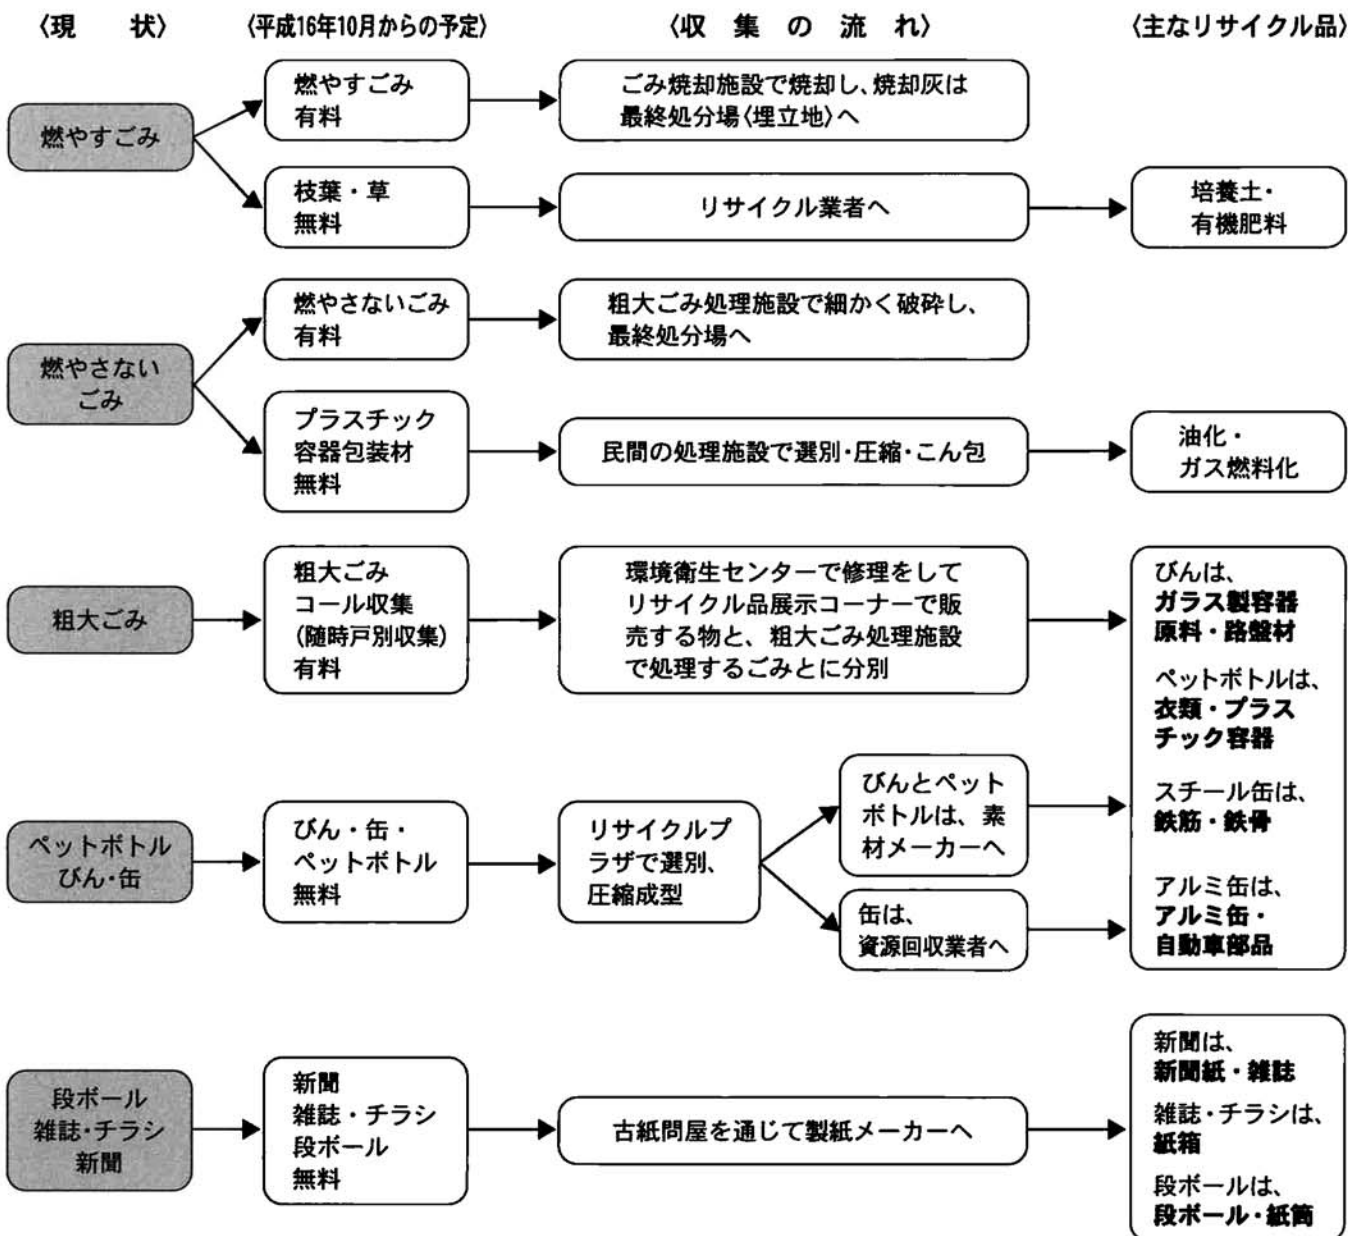 〈現　状〉
〈平成16年10月からの予定〉
〈収集の流れ〉
〈主なリサイクル品〉
燃やすごみ
燃やすごみ
有料
ごみ焼却施設で焼却し、焼却灰は
最終処分場〈埋立地〉へ
枝葉・草
無料
リサイクル業者へ
培養土・
有機肥料
燃やさない
ごみ
燃やさないごみ
有料
粗大ごみ処理施設で細かく破砕し、
最終処分場へ
プラスチック
容器包装材
無料
民間の処理施設で選別・圧縮・こん包
油化・
ガス燃料化
粗大ごみ
粗大ごみ
コール収集
(随時戸別収集)
有料
環境衛生センターで修理をして
リサイクル品展示コーナーで販
売する物と、粗大ごみ処理施設
で処理するごみとに分別
びんは、
ガラス製容器
原料・路盤材
ペットボトルは、
衣類・プラス
チック容器
スチール缶は、
鉄筋・鉄骨
アルミ缶は、
アルミ缶・
自動車部品
ペットボトル
びん・缶
びん・缶・
ペットボトル
無料
リサイクルプ
ラザで選別、
圧縮成型
びんとペット
ボトルは、素
材メーカーへ
缶は、
資源回収業者へ
段ボール
雑誌・チラシ
新聞
新聞
雑誌・チラシ
段ボール
無料
古紙問屋を通じて製紙メーカーへ
新聞は、
新聞紙・雑誌
雑誌・チラシは、
紙箱
段ボールは、
段ボール・紙筒